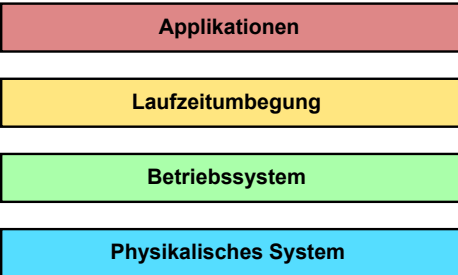 Applikationen
Laufzeitumbegung
Betriebssystem
Physikalisches System